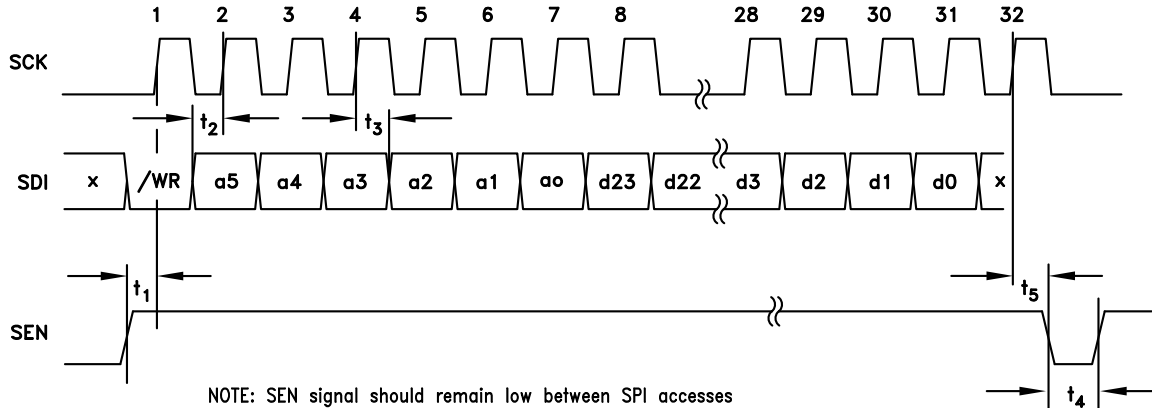 1 2 3 4 5 6 7 8 28 29 30 31 32
SCK
t2 t3
SDI x /WR a5 a4 a3 a2 a1 ao d23 d22 d3 d2 d1 d0 x
t1 t5
SEN
NOTE: SEN signal should remain low between SPI accesses
t4